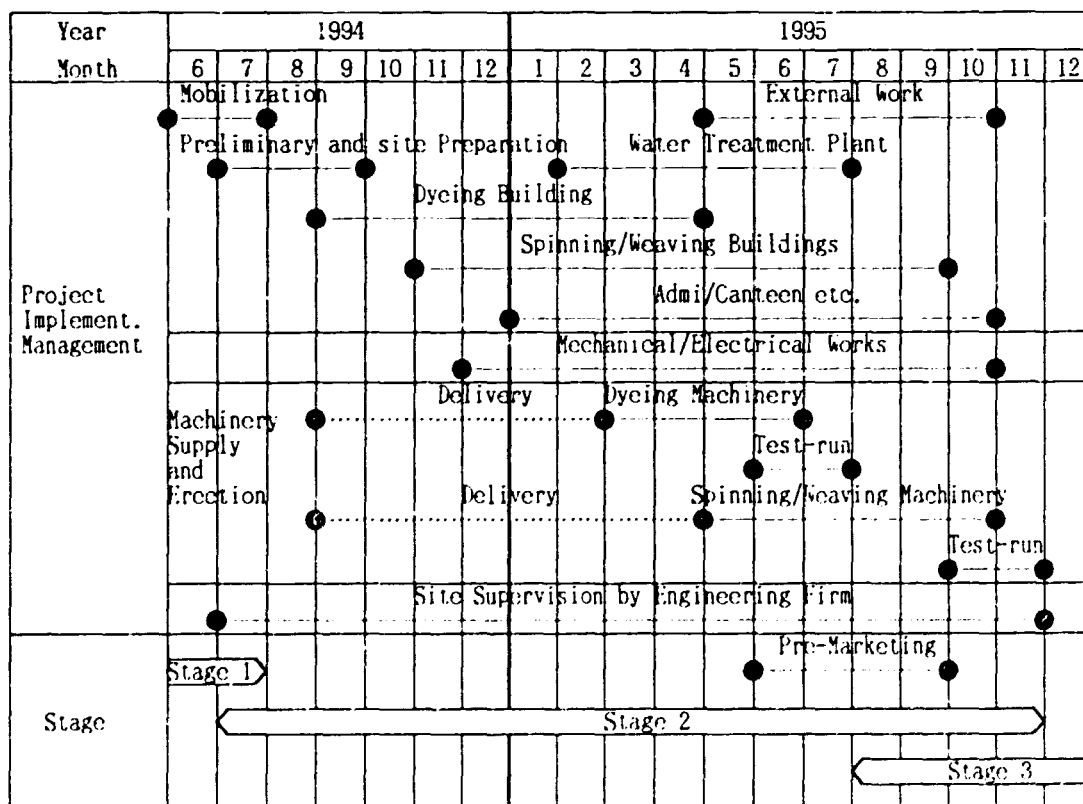 Year 1994 1995
Month 6 7 8 9 10 11 12 1 2 3 4 5 6 7 8 9 10 11 12
Mobilization External Work
Preliminary and site Preparation Water Treatment Plant
Dyeing Building
Spinning/Weaving Buildings
Project
Implement.
Management
Admi/Canteen etc.
Mechanical/Electrical Works
Delivery Dyeing Machinery
Machinery
Supply
and
Erection
Test-run
Delivery Spinning/Weaving Machinery
Test-run
Site Supervision by Engineering Firm
Pre-Marketing
Stage 1
Stage
Stage 2
Stage 3